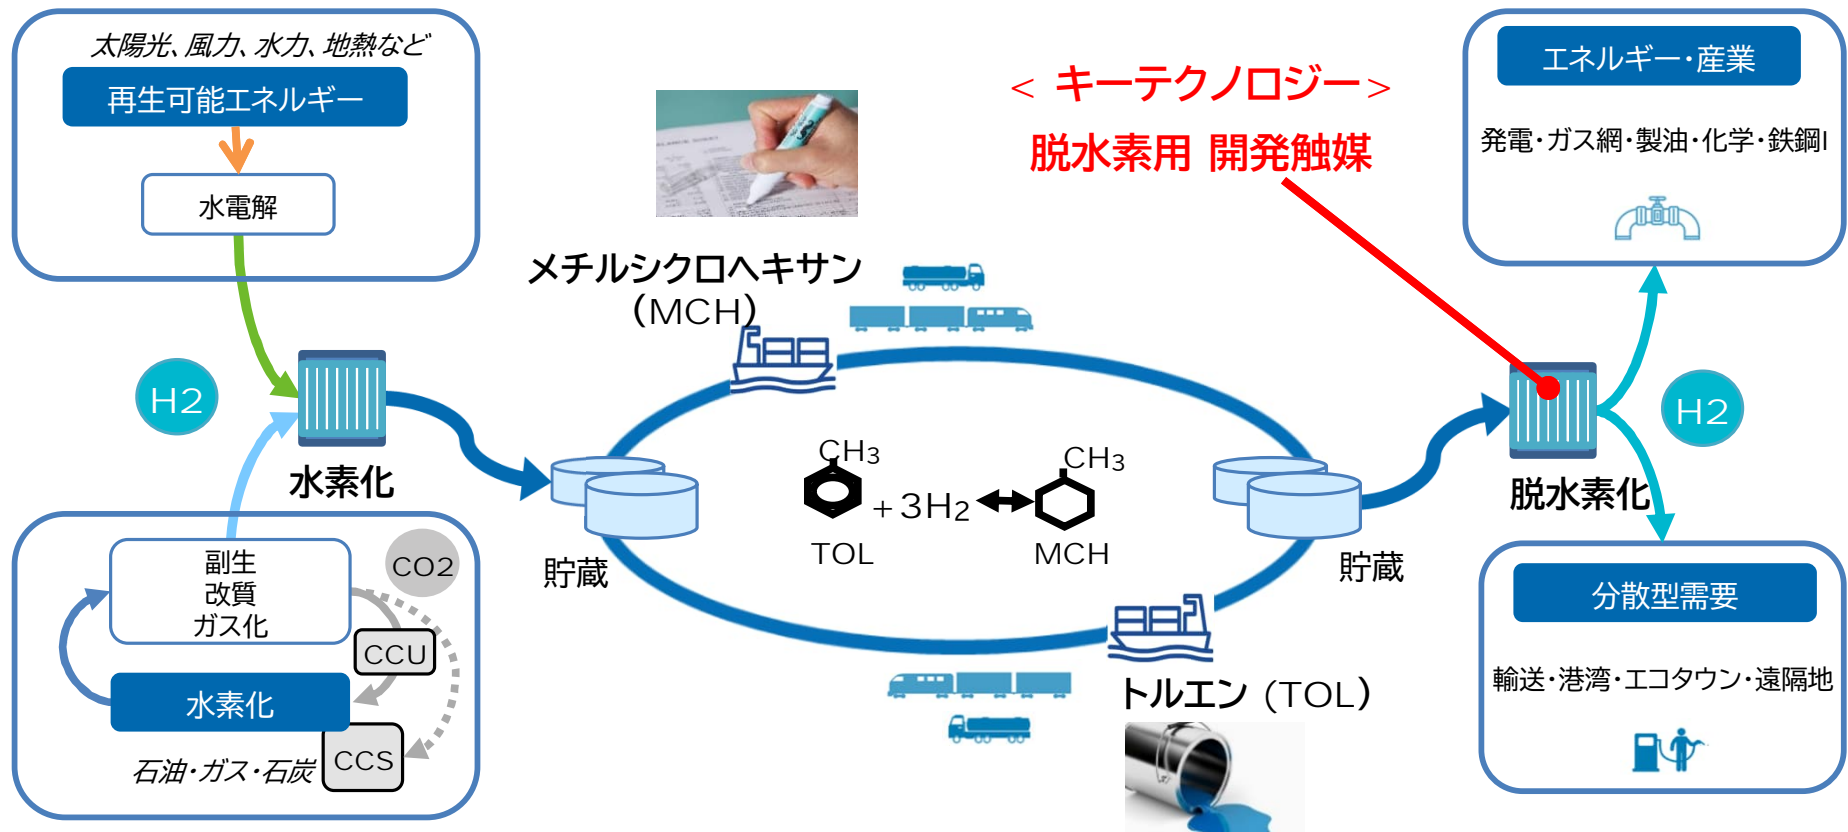 太陽光、風力、水力、地熱など
再生可能エネルギー
水電解
H2
水素化
副生
改質
ガス化
CO2
CCU
水素化
CCS
石油・ガス・石炭
メチルシクロヘキサン
(MCH)
貯蔵
CH3
+3H2
TOL
CH3
MCH
貯蔵
トルエン (TOL)
< キーテクノロジー>
脱水素用 開発触媒
脱水素化
H2
エネルギー・産業
発電・ガス網・製油・化学・鉄鋼I
分散型需要
輸送・港湾・エコタウン・遠隔地